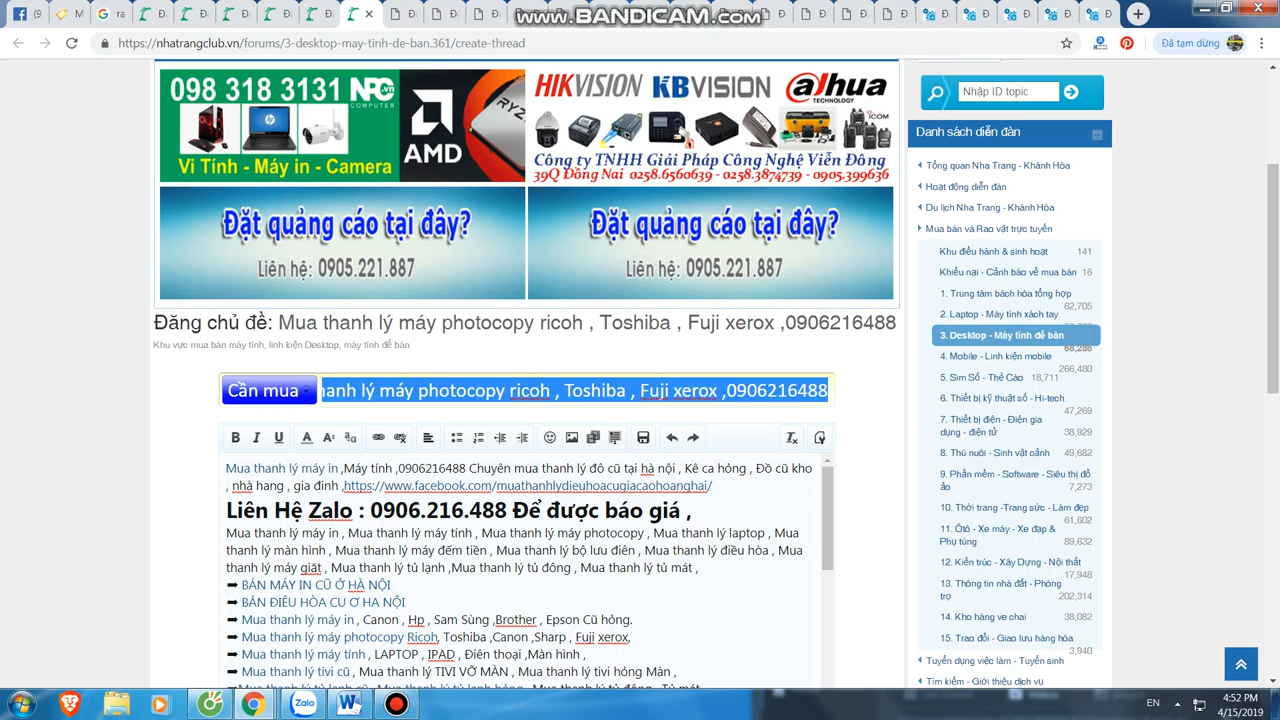 www.BANDICAM.com
https://nhatrangclub.vn/forums/3-desktop-may-tinh-de-ban.361/create-thread
Đã tạm dừng
098 318 3131 NPC.vn
COMPUTER
Vi Tính - Máy in - Camera
AMD
RYZ
HIKVISION KBVISION alhua
TECHNOLOGY
ICOM
Công ty TNHH Giải Pháp Công Nghệ Viễn Đông
39Q Đồng Nai 0258.6560639 - 0258.3874739 - 0905.399636
Đặt quảng cáo tại đây?
Liên hệ: 0905.221.887
Đặt quảng cáo tại đây?
Liên hệ: 0905.221.887
Đăng chủ đề: Mua thanh lý máy photocopy ricoh , Toshiba , Fuji xerox ,0906216488
Khu vực mua bán máy tính, linh kiện Desktop, máy tính để bàn
Cần mua
hanh lý máy photocopy ricoh , Toshiba , Fuji xerox ,0906216488
Mua thanh lý máy in ,Máy tính ,0906216488 Chuyên mua thanh lý đô cũ tại hà nội , Kê ca hỏng , Đồ cũ kho
, nhà hang , gia đinh ,https://www.facebook.com/muathanhlydieuhoacugiacaohoanghai/
Liên Hệ Zalo : 0906.216.488 Để được báo giá ,
Mua thanh lý máy in , Mua thanh lý máy tính , Mua thanh lý máy photocopy , Mua thanh lý laptop , Mua
thanh lý màn hình , Mua thanh lý máy đếm tiền , Mua thanh lý bộ lưu điên , Mua thanh lý điều hòa , Mua
thanh lý máy xiát , Mua thanh lý tủ lạnh ,Mua thanh lý tủ đông , Mua thanh lý tủ mát ,
➡ BÁN MÁY IN CŨ Ở HÀ NỘI
➡ BÁN ĐIÊU HÒA CU Ơ HA NỘI
➡ Mua thanh lý máy in , Canon , Hp , Sam Sùng ,Brother , Epson Cũ hỏng.
➡ Mua thanh lý máy photocopy Ricoh, Toshiba ,Canon ,Sharp , Fuji xerox,
➡ Mua thanh lý máy tính , LAPTOP , IPAD , Điên thoại ,Màn hình ,
➡ Mua thanh lý tivi cũ , Mua thanh lý TIVI VỠ MÀN , Mua thanh lý tivi hỏng Màn ,
Nhập ID topic
Danh sách diễn đàn
Tổng quan Nha Trang - Khánh Hòa
Hoạt động diễn đàn
Du lịch Nha Trang - Khánh Hòa
Mua bán và Rao vặt trực tuyến
Khu điều hành & sinh hoạt 141
Khiếu nại - Cảnh báo về mua bán 16
1. Trung tâm bách hóa tổng hợp
62,705
2. Laptop - Máy tính xách tay
3. Desktop - Máy tính để bàn
68,286
4. Mobile - Linh kiện mobile
266,480
5. Sim Số - Thẻ Cào 18,711
6. Thiết bị kỹ thuật số - Hi-tech
47,269
7. Thiết bị điện - Điện gia
dụng - điện tử 38,929
8. Thú nuôi - Sinh vật cảnh
49,682
9. Phần mềm - Software - Siêu thị đồ
ảo 7,273
10. Thời trang -Trang sức - Làm đẹp
61,602
11. Ôtô - Xe máy - Xe đạp &
Phụ tùng 89,632
12. Kiến trúc - Xây Dựng - Nội thất
17,948
13. Thông tin nhà đất - Phòng
trọ 202,314
14. Kho hàng ve chai 38,082
15. Trao đổi - Giao lưu hàng hóa
3,940
Tuyển dụng việc làm - Tuyển sinh
Tìm kiếm - Giới thiệu dịch vụ
Zalo
EN
4:52 PM
4/15/2019